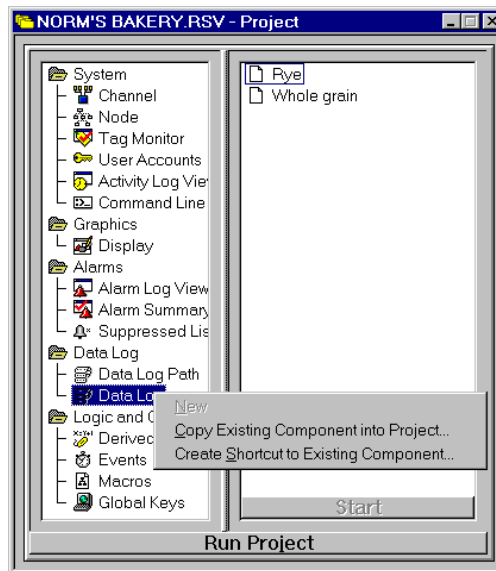 NORM'S BAKERY.RSV - Project
System
Channel
Node
Tag Monitor
User Accounts
Activity Log Vie
Command Line
Graphics
Display
Alarms
Alarm Log View
Alarm Summary
Suppressed Lis
Data Log
Data Log Path
Data Lo
Logic and C
Derived
Events
Macros
Global Keys
Rye
Whole grain
New
Copy Existing Component into Project...
Create Shortcut to Existing Component...
Start
Run Project